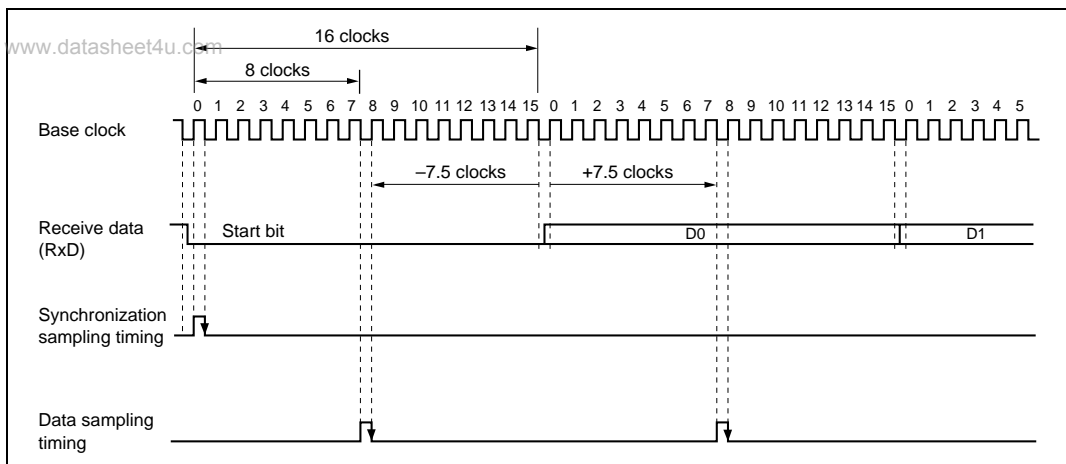 www.datasheet4u.com
16 clocks
8 clocks
0 1 2 3 4 5 6 7 8 9 10 11 12 13 14 15 0 1 2 3 4 5 6 7 8 9 10 11 12 13 14 15 0 1 2 3 4 5
Base clock
–7.5 clocks +7.5 clocks
Receive data
(RxD)
Start bit D0 D1
Synchronization
sampling timing
Data sampling
timing